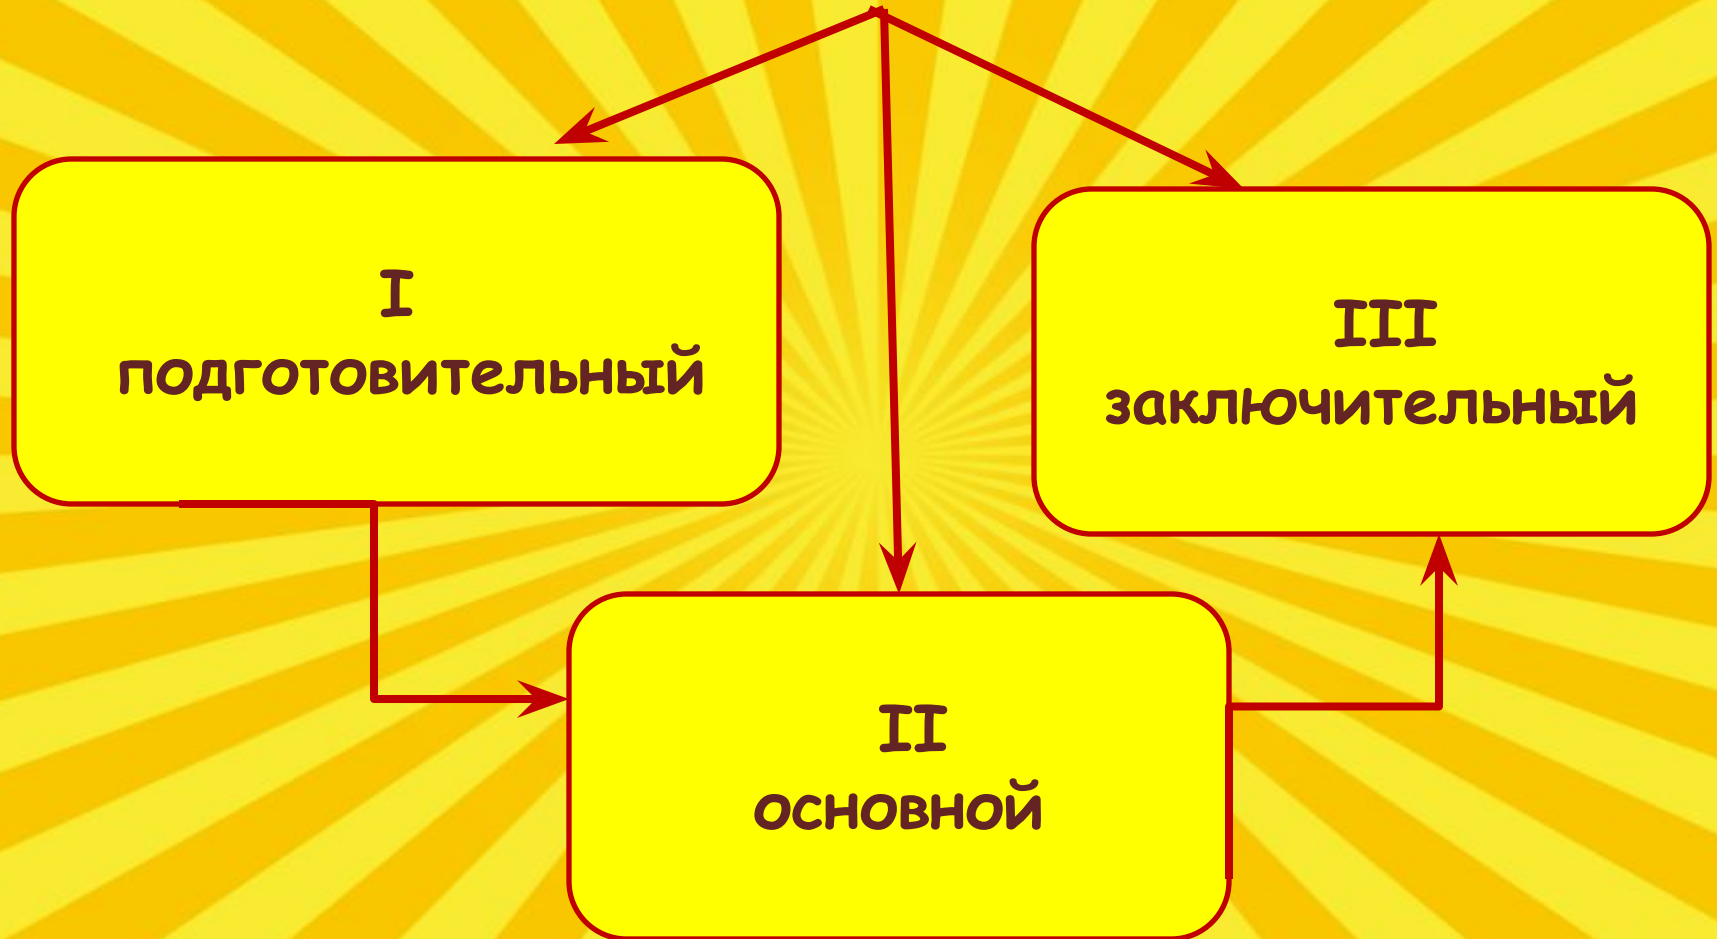 I
подготовительный
III
заключительный
II
основной